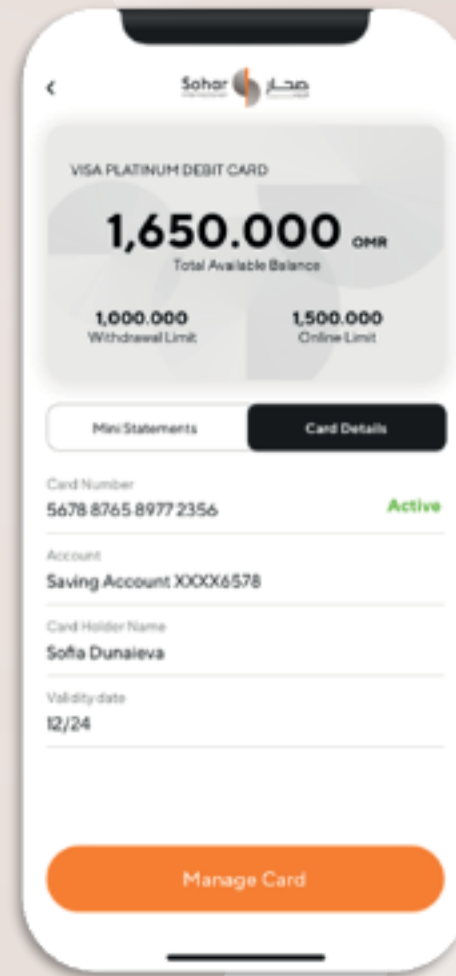 Sohar صحار
VISA PLATINUM DEBIT CARD
1,650.000 OMR
Total Available Balance
1,000.000 1,500.000
Withdrawal Limit Online Limit
Mini Statements Card Details
Card Number
5678 8765 8977 2356 Active
Account
Saving Account XXXX6578
Card Holder Name
Sofia Dunaieva
Validity date
12/24
Manage Card